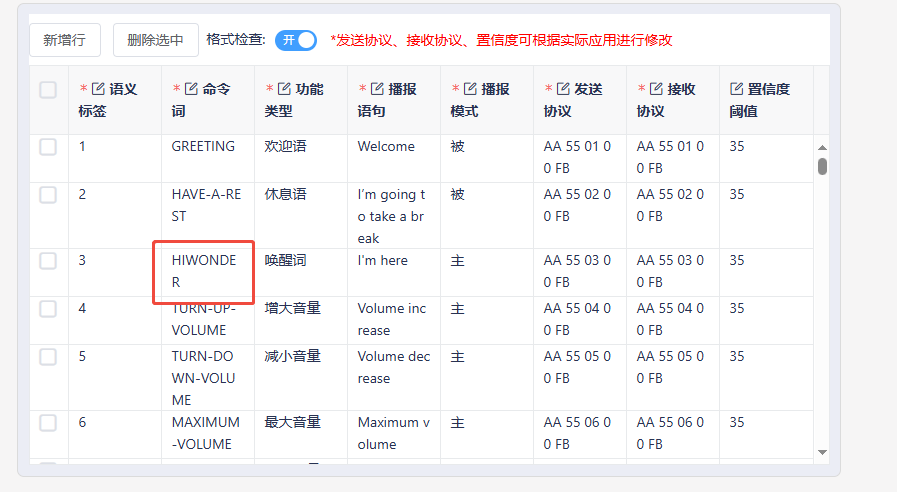 新增行 删除选中 格式检查: 开 *发送协议、接收协议、置信度可根据实际应用进行修改
* 语义标签 * 命令词 * 功能类型 * 播报语句 * 播报模式 * 发送协议 * 接收协议 置信度阈值
1 GREETING 欢迎语 Welcome 被 AA 55 01 00 FB AA 55 01 00 FB 35
2 HAVE-A-REST 休息语 I'm going to take a break 被 AA 55 02 00 FB AA 55 02 00 FB 35
3 HIWONDER 唤醒词 I'm here 主 AA 55 03 00 FB AA 55 03 00 FB 35
4 TURN-UP-VOLUME 增大音量 Volume increase 主 AA 55 04 00 FB AA 55 04 00 FB 35
5 TURN-DOWN-VOLUME 减小音量 Volume decrease 主 AA 55 05 00 FB AA 55 05 00 FB 35
6 MAXIMUM-VOLUME 最大音量 Maximum volume 主 AA 55 06 00 FB AA 55 06 00 FB 35